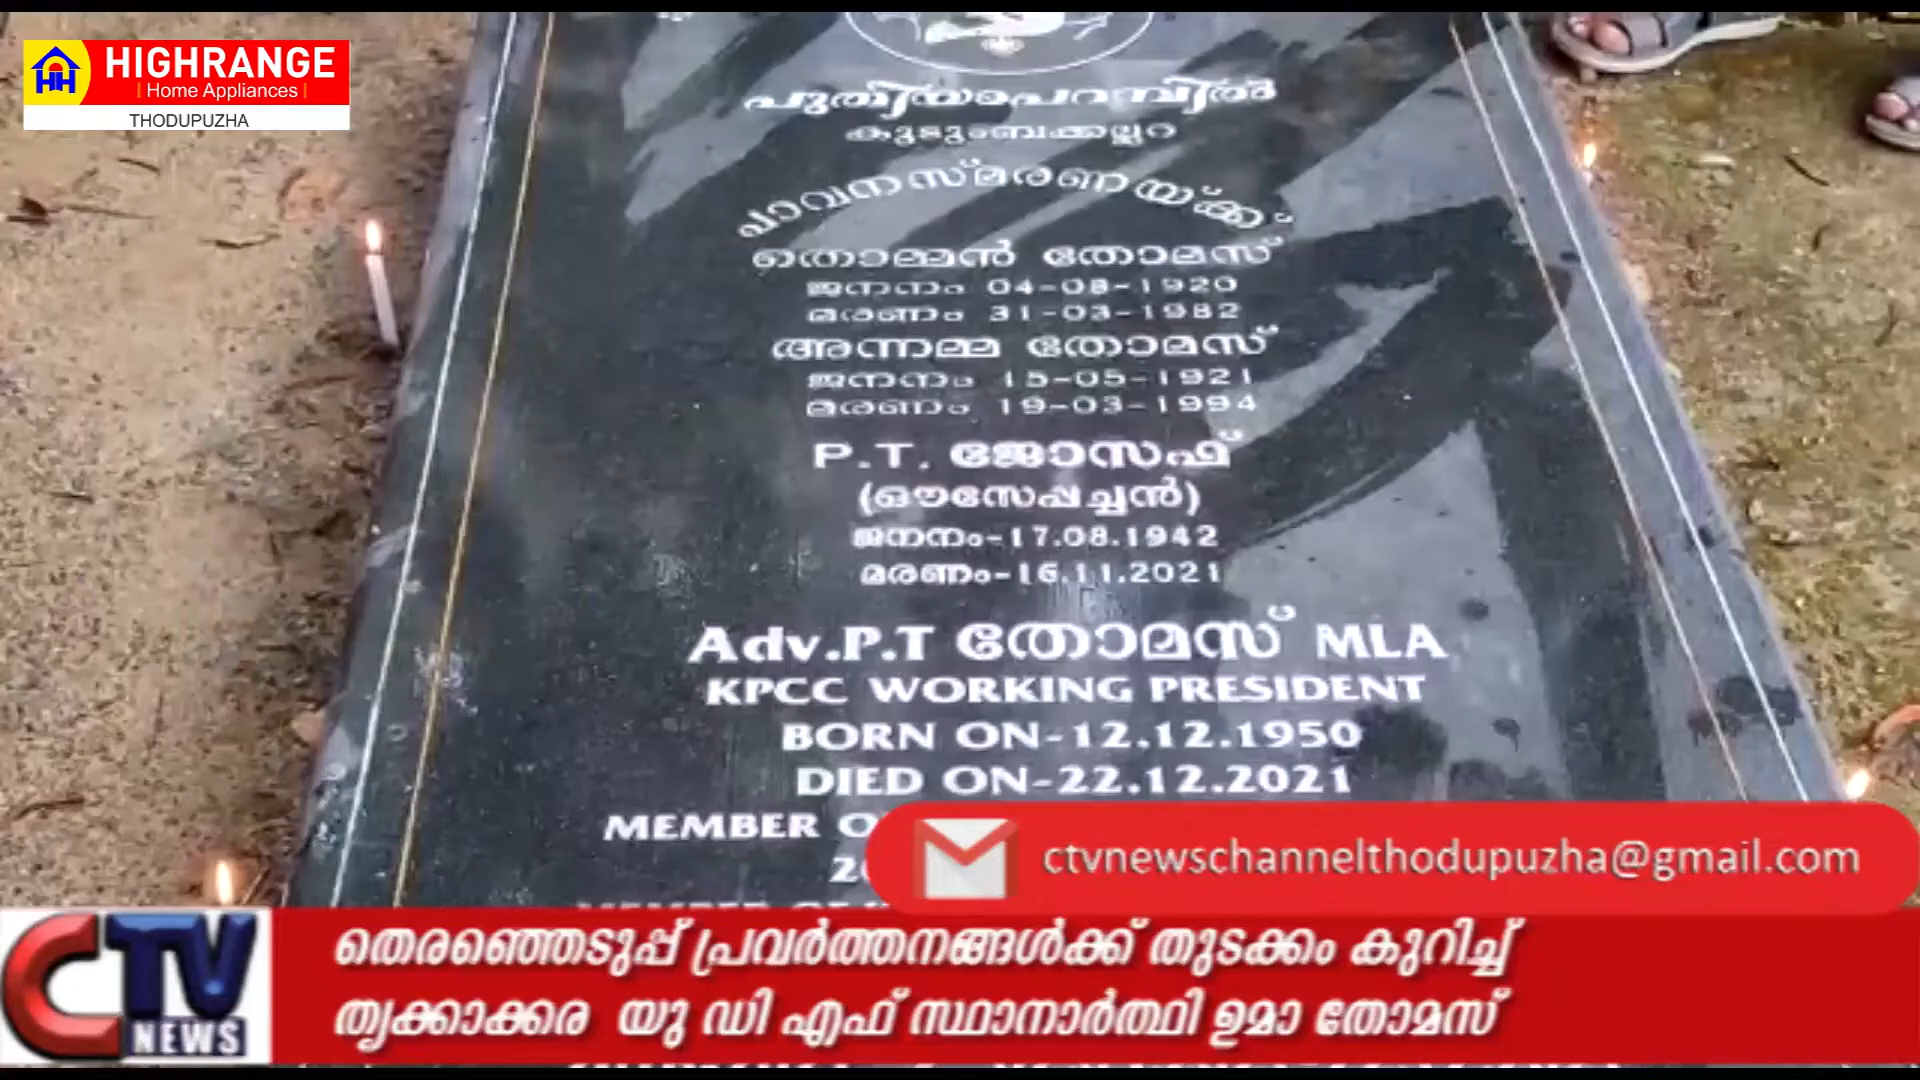 HIGHRANGE
Home Appliances
THODUPUZHA
പുതിയാപറമ്പിൽ
കുടുംബക്കല്ലറ
പാവനസ്മരണയ്ക്ക്
തൊമ്മൻ തോമസ്
ജനനം 04-08-1920
മരണം 31-03-1982
അന്നമ്മ തോമസ്
ജനനം 15-05-1921
മരണം 19-03-1994
P.T. ജോസഫ്
(ഔസേപ്പച്ചൻ)
ജനനം-17.08.1942
മരണം-16.11.2021
Adv.P.T തോമസ് MLA
KPCC WORKING PRESIDENT
BORN ON-12.12.1950
DIED ON-22.12.2021
MEMBER
ctvnewschannelthodupuzha@gmail.com
CTV NEWS
തെരഞ്ഞെടുപ്പ് പ്രവർത്തനങ്ങൾക്ക് തുടക്കം കുറിച്ച്
തൃക്കാക്കര യു ഡി എഫ് സ്ഥാനാർത്ഥി ഉമാ തോമസ്